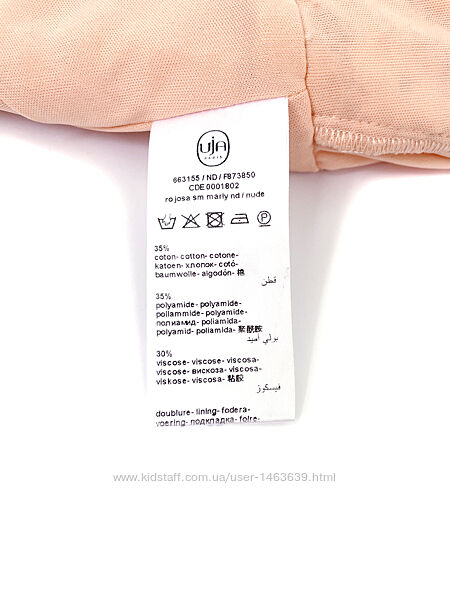 UJA
PARIS
663155 / ND / F873850
CDE 0001802
ro josa sm marly nd / nude
35%
coton- cotton- cotone-
katoen- хлопок- cotó-
baumwolle- algodón- 棉
قطن
35%
polyamide- polyamide-
poliammide- polyamide-
полиамид- poliamida-
polyamid- poliamida- 聚酰胺
بولي أميد
30%
viscose- viscose- viscosa-
viscose- вискоза- viscosa-
viskose- viscosa- 粘胶
فيسكوز
doublure- lining- fodera-
voering- подкладка- folre-
www.kidstaff.com.ua/user-1463639.html